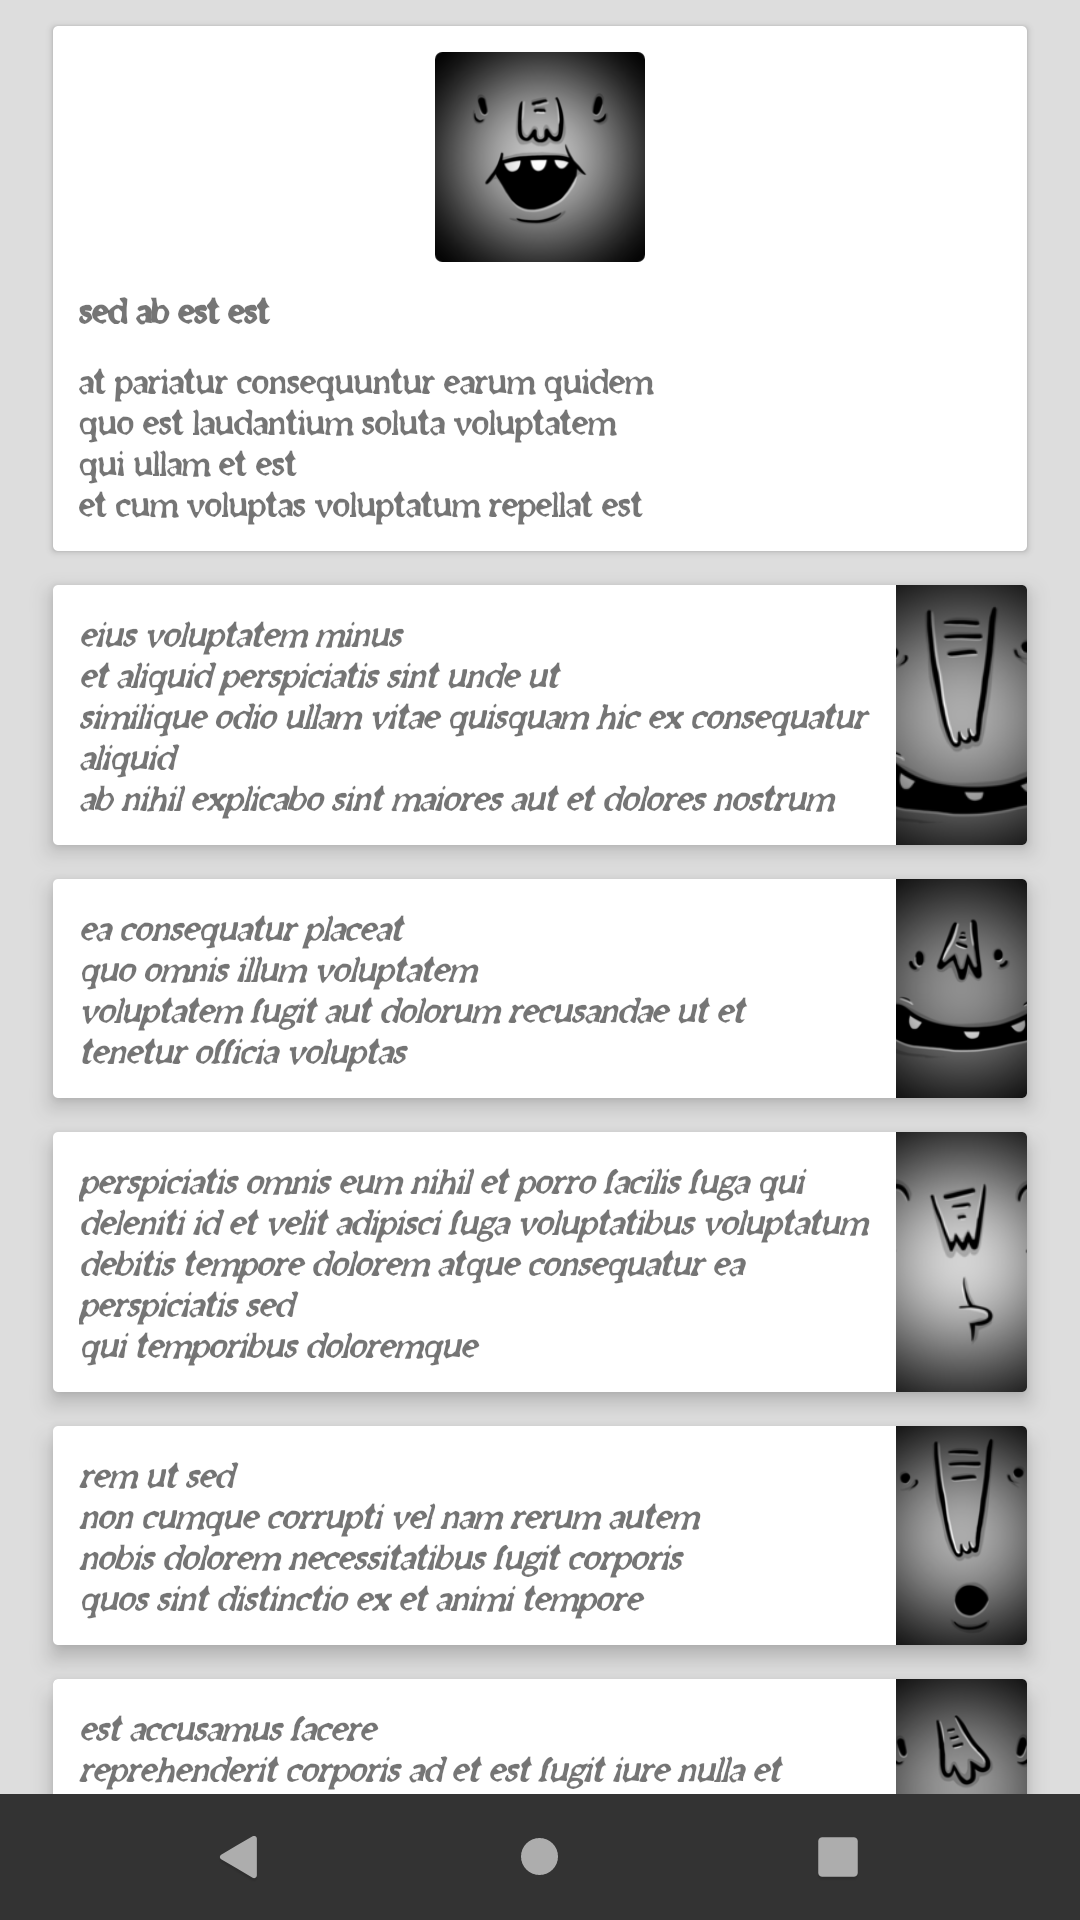 sed ab est est
at pariatur consequuntur earum quidem
quo est laudantium soluta voluptatem
qui ullam et est
et cum voluptas voluptatum repellat est
eius voluptatem minus
et aliquid perspiciatis sint unde ut
similique odio ullam vitae quisquam hic ex consequatur
aliquid
ab nihil explicabo sint maiores aut et dolores nostrum
ea consequatur placeat
quo omnis illum voluptatem
voluptatem fugit aut dolorum recusandae ut et
tenetur officia voluptas
perspiciatis omnis eum nihil et porro facilis fuga qui
deleniti id et velit adipisci fuga voluptatibus voluptatum
debitis tempore dolorem atque consequatur ea
perspiciatis sed
qui temporibus doloremque
rem ut sed
non cumque corrupti vel nam rerum autem
nobis dolorem necessitatibus fugit corporis
quos sint distinctio ex et animi tempore
est accusamus facere
reprehenderit corporis ad et est fugit iure nulla et